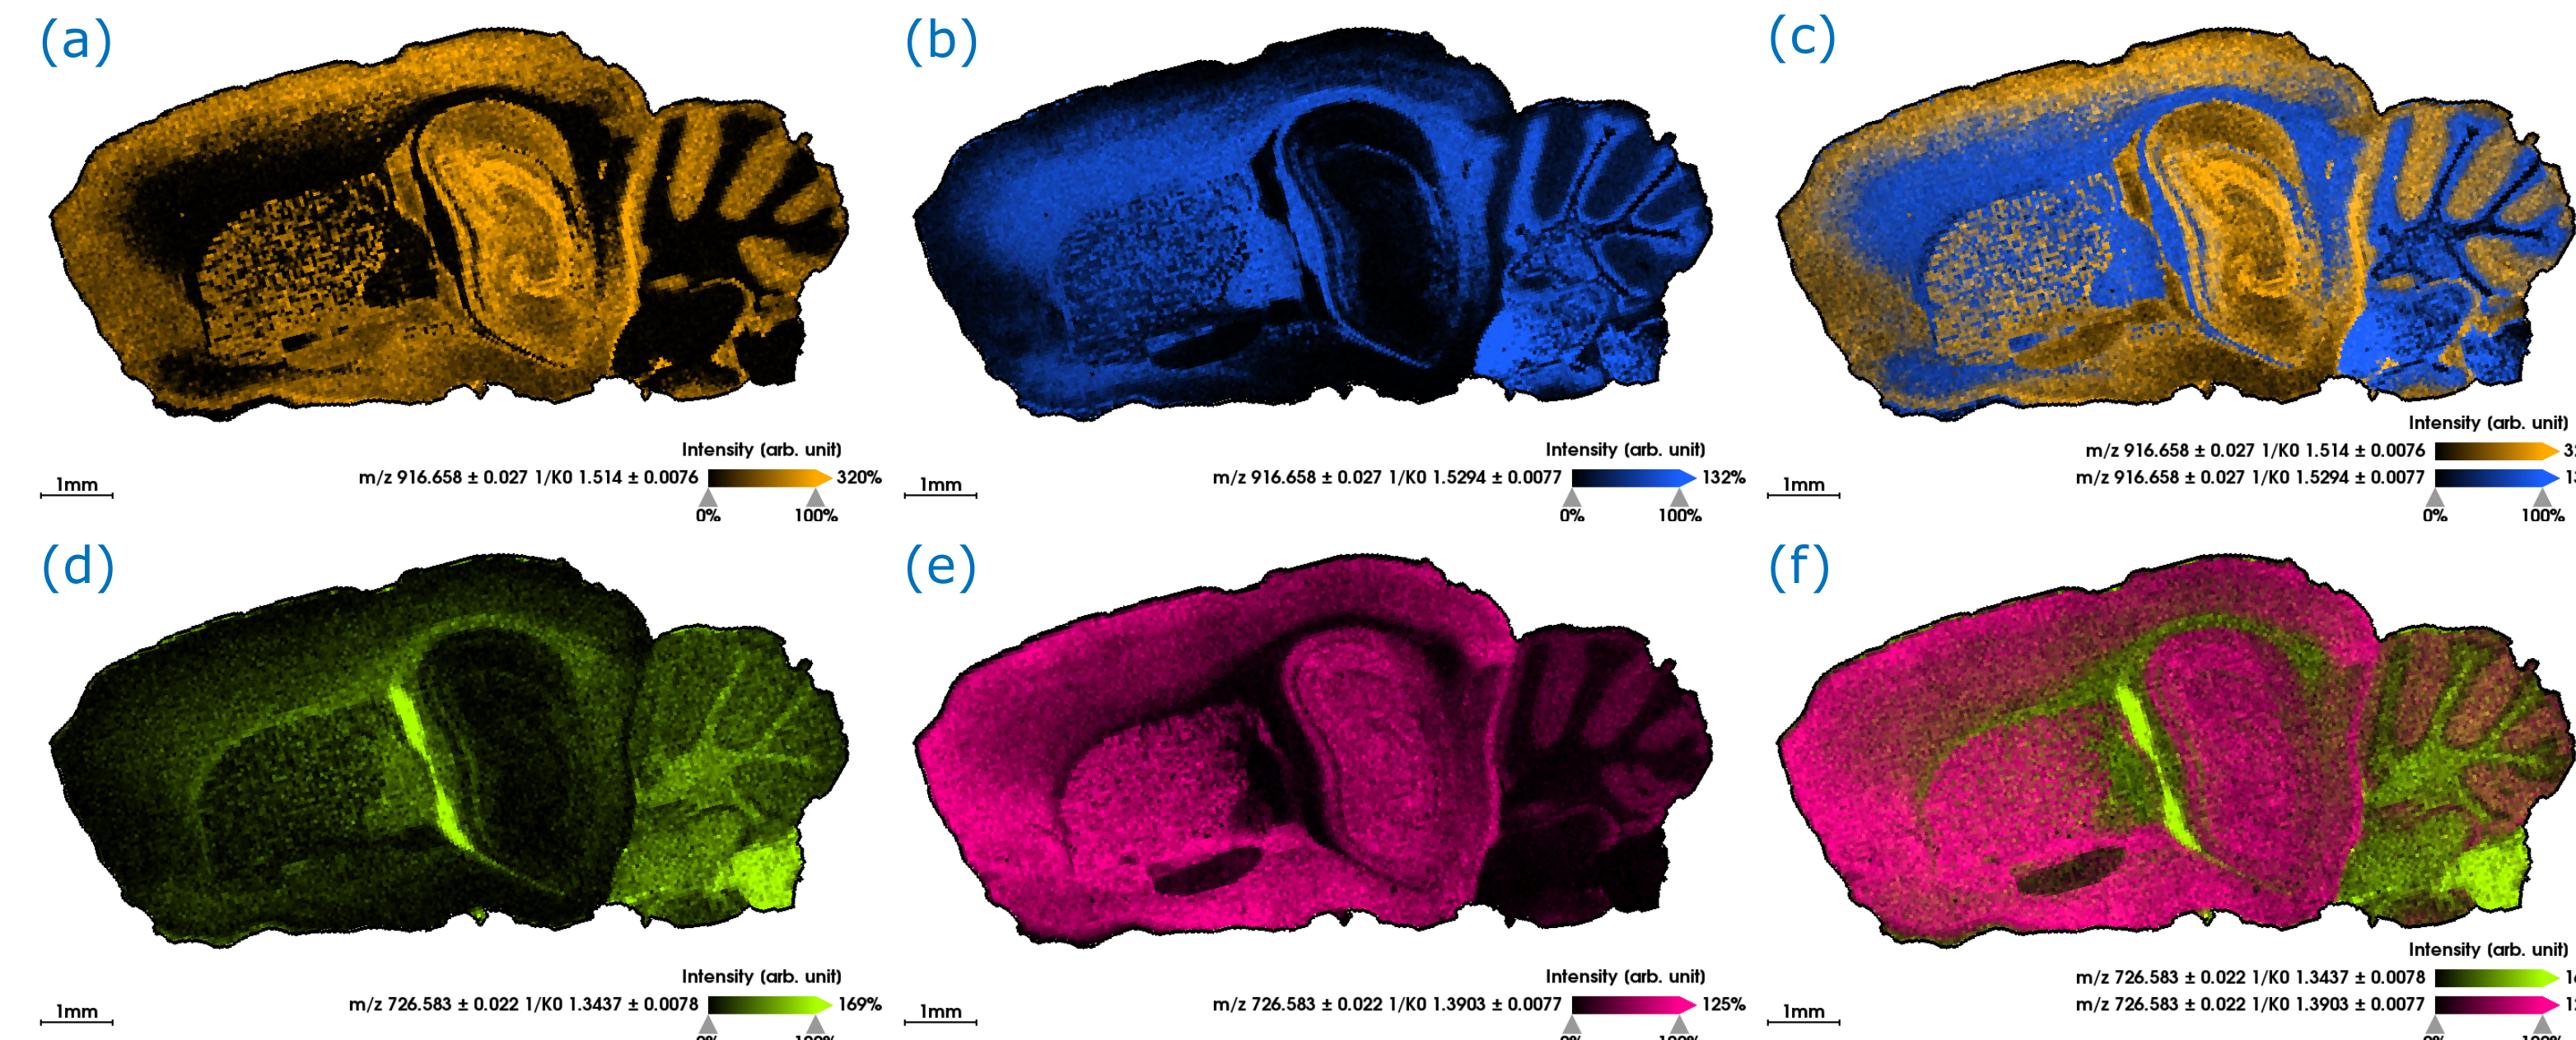 (a)
(b)
(c)
Intensity (arb. unit)
m/z 916.658 ± 0.027 1/K0 1.514 ± 0.0076
320%
0%
100%
1mm
Intensity (arb. unit)
m/z 916.658 ± 0.027 1/K0 1.5294 ± 0.0077
132%
0%
100%
1mm
Intensity (arb. unit)
m/z 916.658 ± 0.027 1/K0 1.514 ± 0.0076
m/z 916.658 ± 0.027 1/K0 1.5294 ± 0.0077
0%
100%
1mm
(d)
(e)
(f)
Intensity (arb. unit)
m/z 726.583 ± 0.022 1/K0 1.3437 ± 0.0078
169%
1mm
Intensity (arb. unit)
m/z 726.583 ± 0.022 1/K0 1.3903 ± 0.0077
125%
1mm
Intensity (arb. unit)
m/z 726.583 ± 0.022 1/K0 1.3437 ± 0.0078
m/z 726.583 ± 0.022 1/K0 1.3903 ± 0.0077
1mm